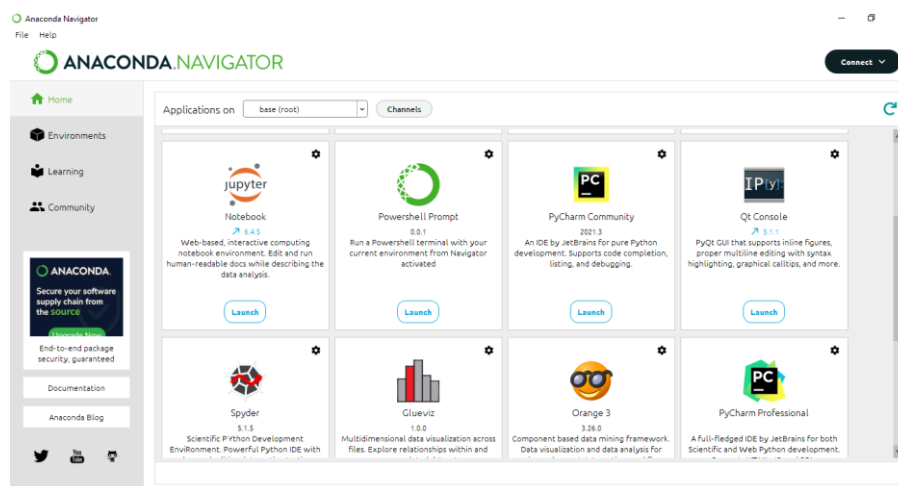 Anaconda Navigator
File Help
ANACONDA.NAVIGATOR
Connect
Home
Environments
Learning
Community
ANACONDA.
Secure your software
supply chain from
the source
Upgrade Now
End-to-end package
security, guaranteed
Documentation
Anaconda Blog
You
Tube
Applications on base (root) Channels
jupyter
Notebook
6.4.5
Web-based, interactive computing
notebook environment. Edit and run
human-readable docs while describing the
data analysis.
Launch
Powershell Prompt
0.0.1
Run a Powershell terminal with your
current environment from Navigator
activated
Launch
PC
PyCharm Community
2021.3
An IDE by JetBrains for pure Python
development. Supports code completion,
listing, and debugging.
Launch
IP[y]:
Qt Console
5.1.1
PyQt GUI that supports inline figures,
proper multiline editing with syntax
highlighting, graphical calltips, and more.
Launch
Spyder
5.1.5
Scientific PYthon Development
EnviRonment. Powerful Python IDE with
Glueviz
1.0.0
Multidimensional data visualization across
files. Explore relationships within and
Orange 3
3.26.0
Component based data mining framework.
Data visualization and data analysis for
PC
PyCharm Professional
A full-fledged IDE by JetBrains for both
Scientific and Web Python development.